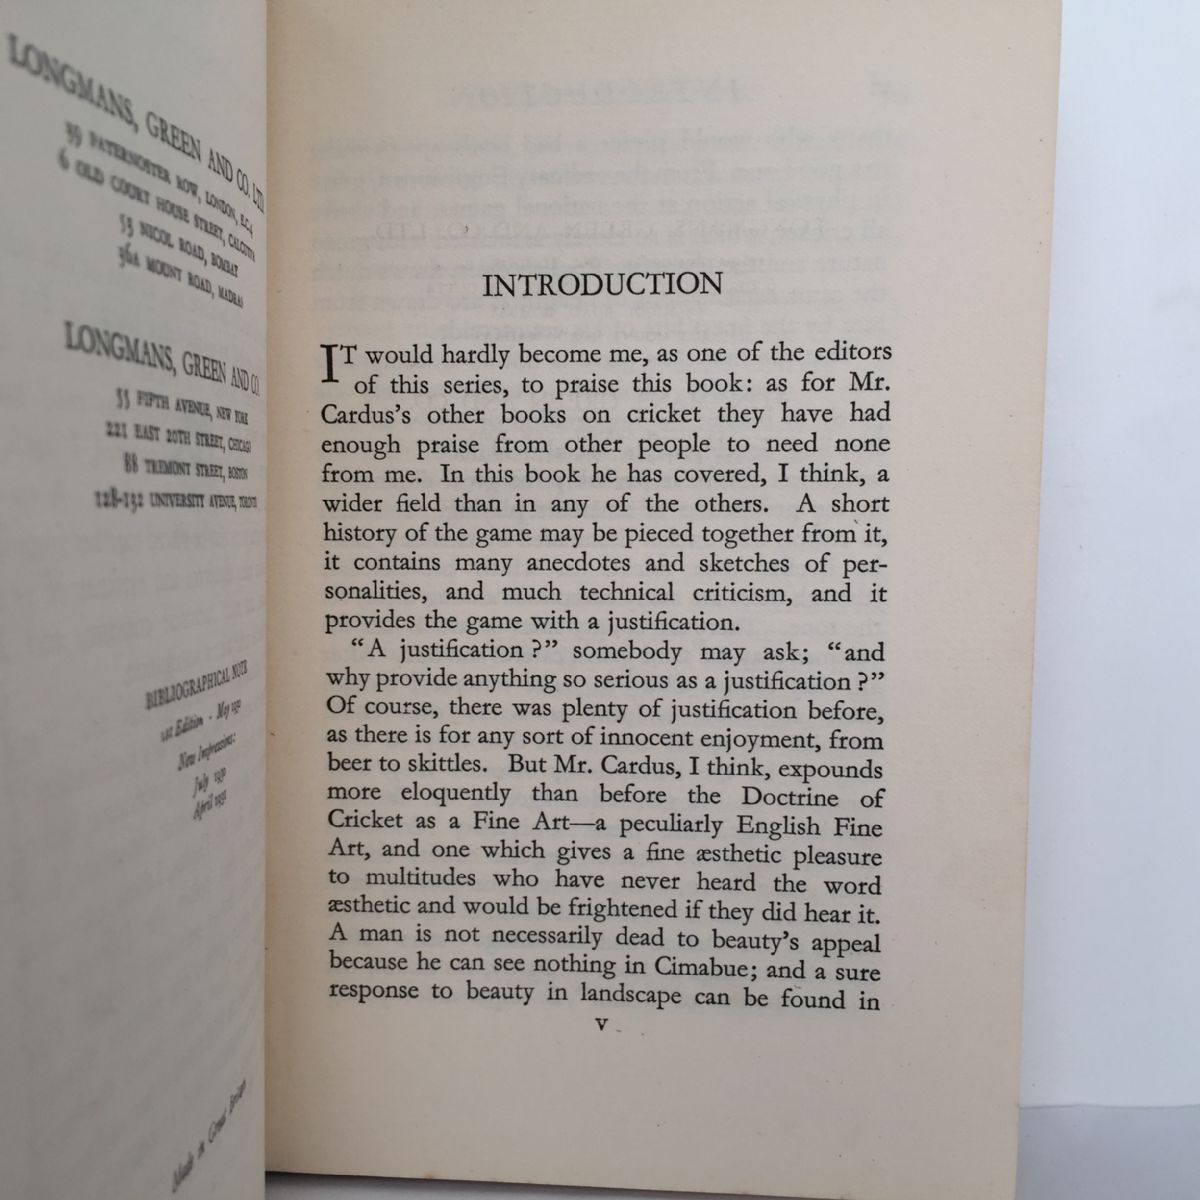 LONGMANS, GREEN AND CO. LTD
39 PATERNOSTER ROW, LONDON, E.C.4
6 OLD COURT HOUSE STREET, CALCUTTA
53 NICOL ROAD, BOMBAY
36A MOUNT ROAD, MADRAS
LONGMANS, GREEN AND CO.
55 FIFTH AVENUE, NEW YORK
221 EAST 20TH STREET, CHICAGO
88 TREMONT STREET, BOSTON
128-132 UNIVERSITY AVENUE, TORONTO
BIBLIOGRAPHICAL NOTE
1st Edition - May
New Impressions:
July 1930
April 1931
Made in Great Britain
INTRODUCTION
IT would hardly become me, as one of the editors
of this series, to praise this book: as for Mr.
Cardus's other books on cricket they have had
enough praise from other people to need none
from me. In this book he has covered, I think, a
wider field than in any of the others. A short
history of the game may be pieced together from it,
it contains many anecdotes and sketches of per-
sonalities, and much technical criticism, and it
provides the game with a justification.
“A justification?” somebody may ask; “and
why provide anything so serious as a justification?”
Of course, there was plenty of justification before,
as there is for any sort of innocent enjoyment, from
beer to skittles. But Mr. Cardus, I think, expounds
more eloquently than before the Doctrine of
Cricket as a Fine Art—a peculiarly English Fine
Art, and one which gives a fine æsthetic pleasure
to multitudes who have never heard the word
æsthetic and would be frightened if they did hear it.
A man is not necessarily dead to beauty's appeal
because he can see nothing in Cimabue; and a sure
response to beauty in landscape can be found in
v